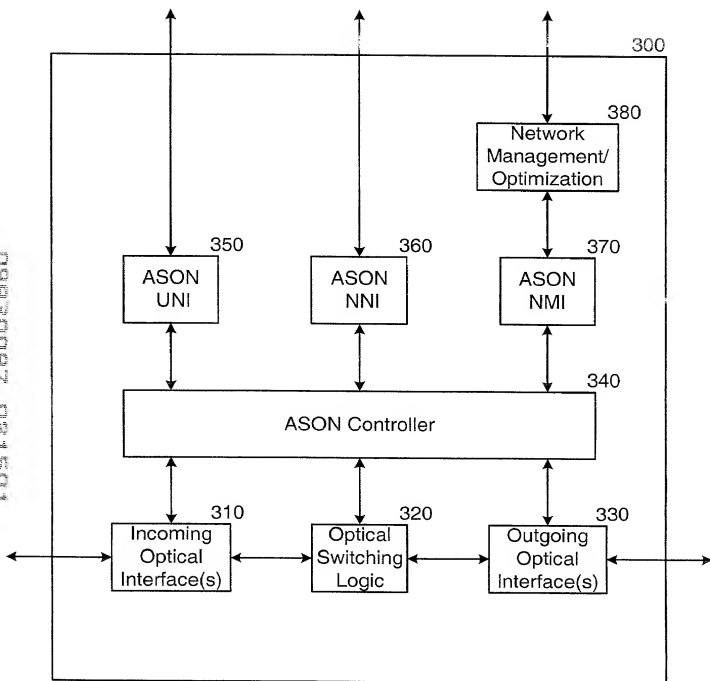 300
380
Network
Management/
Optimization
350
360
370
ASON
UNI
ASON
NNI
ASON
NMI
340
ASON Controller
310
320
330
Incoming
Optical
Interface(s)
Optical
Switching
Logic
Outgoing
Optical
Interface(s)